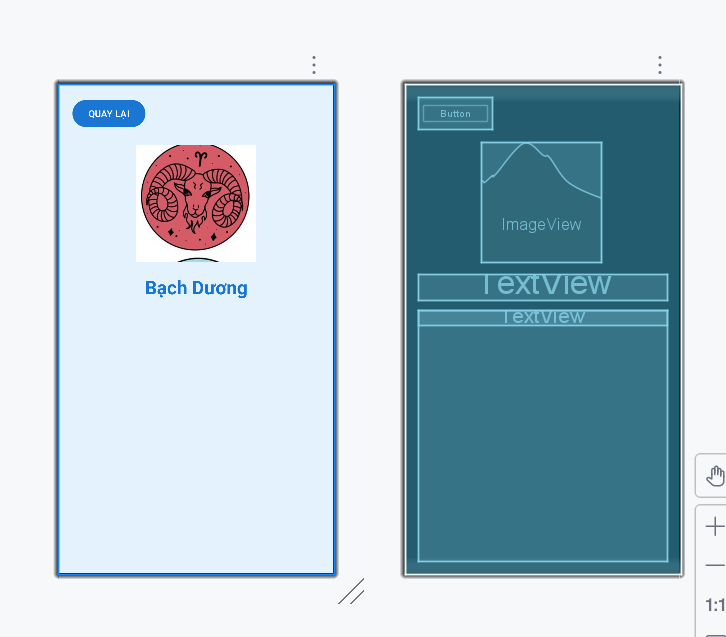 QUAY LẠI
Bạch Dương
Button
ImageView
TextView
TextView
1:1